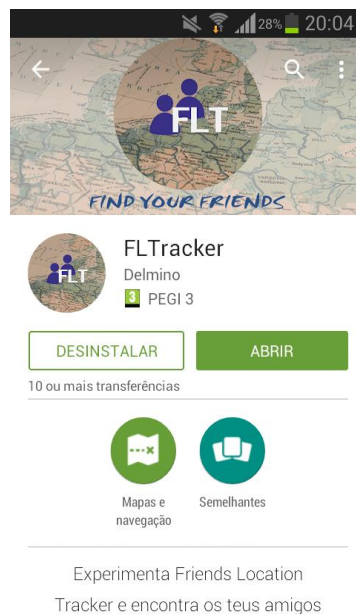 28% 20:04
FLT
FIND YOUR FRIENDS
FLT
FLTracker
Delmino
3 PEGI 3
DESINSTALAR ABRIR
10 ou mais transferências
Mapas e
navegação
Semelhantes
Experimenta Friends Location
Tracker e encontra os teus amigos